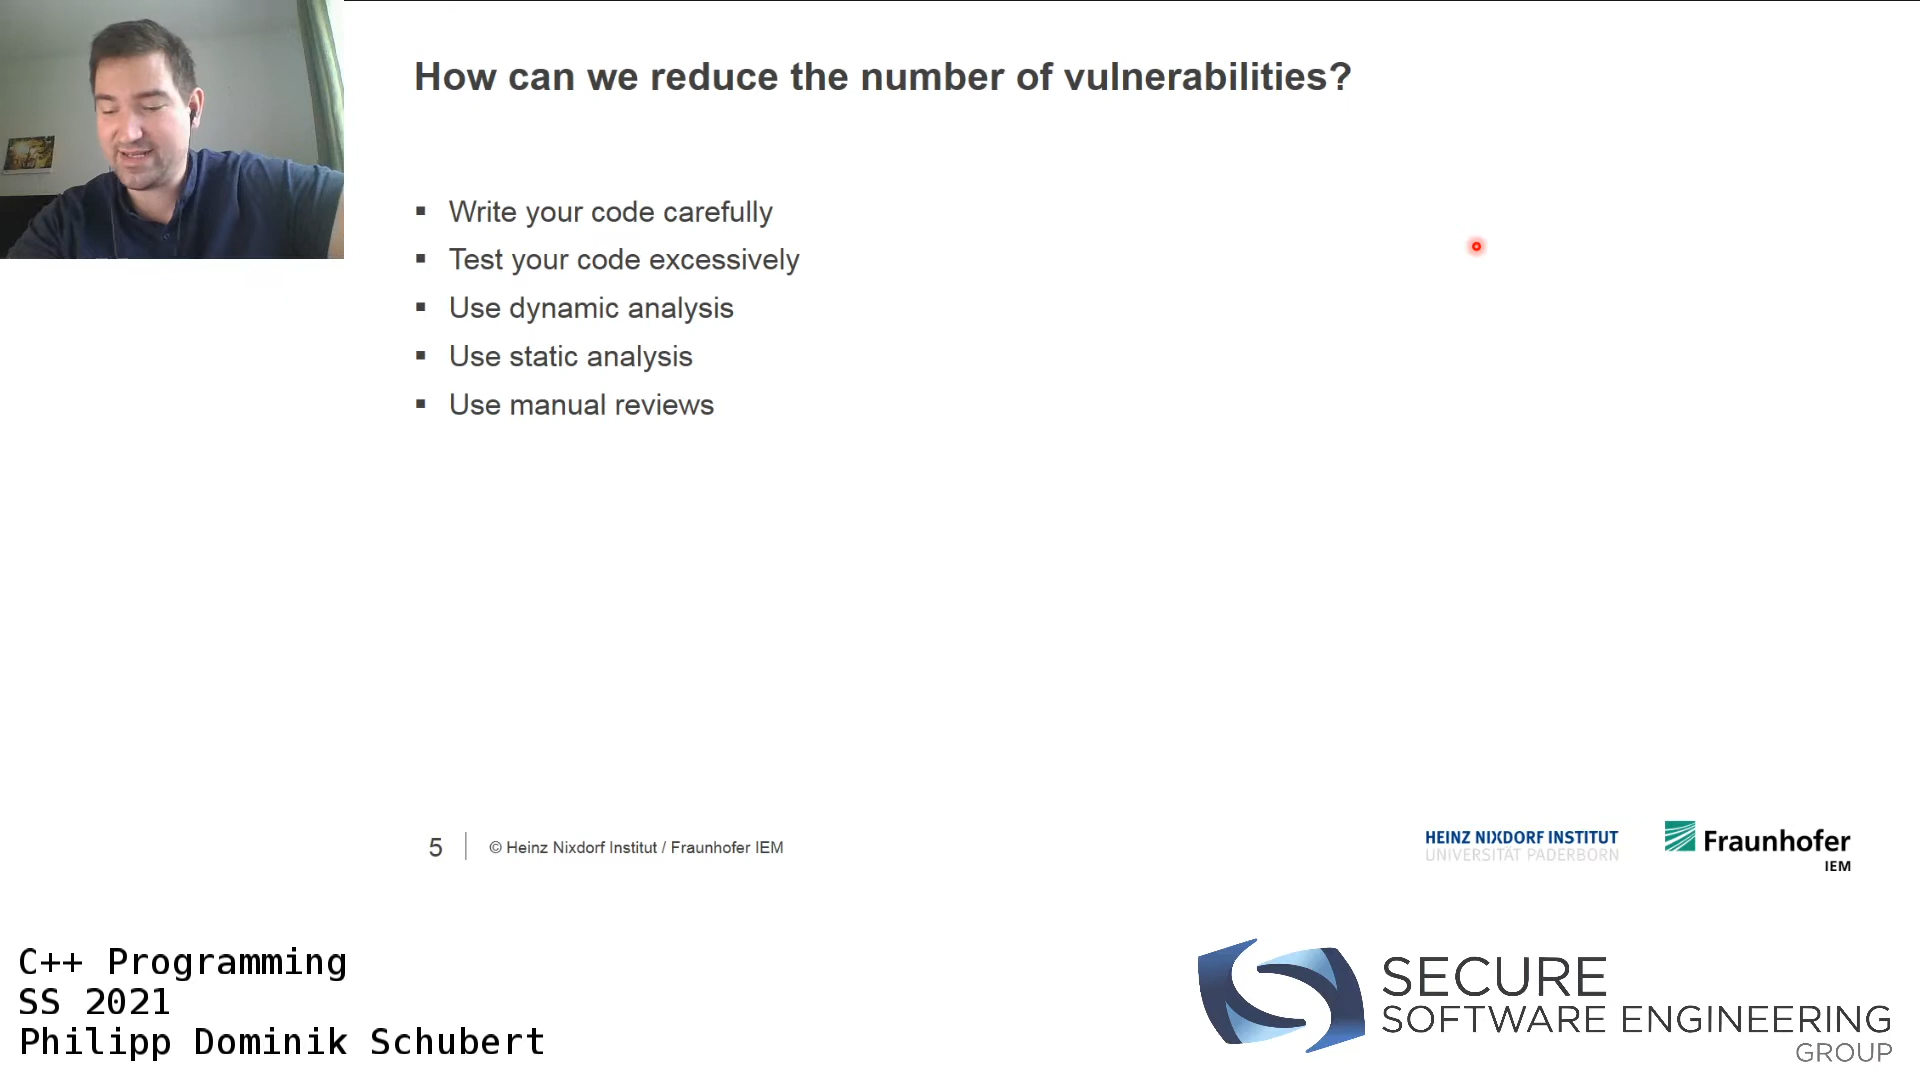 How can we reduce the number of vulnerabilities?
▪ Write your code carefully
▪ Test your code excessively
▪ Use dynamic analysis
▪ Use static analysis
▪ Use manual reviews
5
© Heinz Nixdorf Institut / Fraunhofer IEM
HEINZ NIXDORF INSTITUT
UNIVERSITÄT PADERBORN
Fraunhofer
IEM
C++ Programming
SS 2021
Philipp Dominik Schubert
SECURE
SOFTWARE ENGINEERING
GROUP